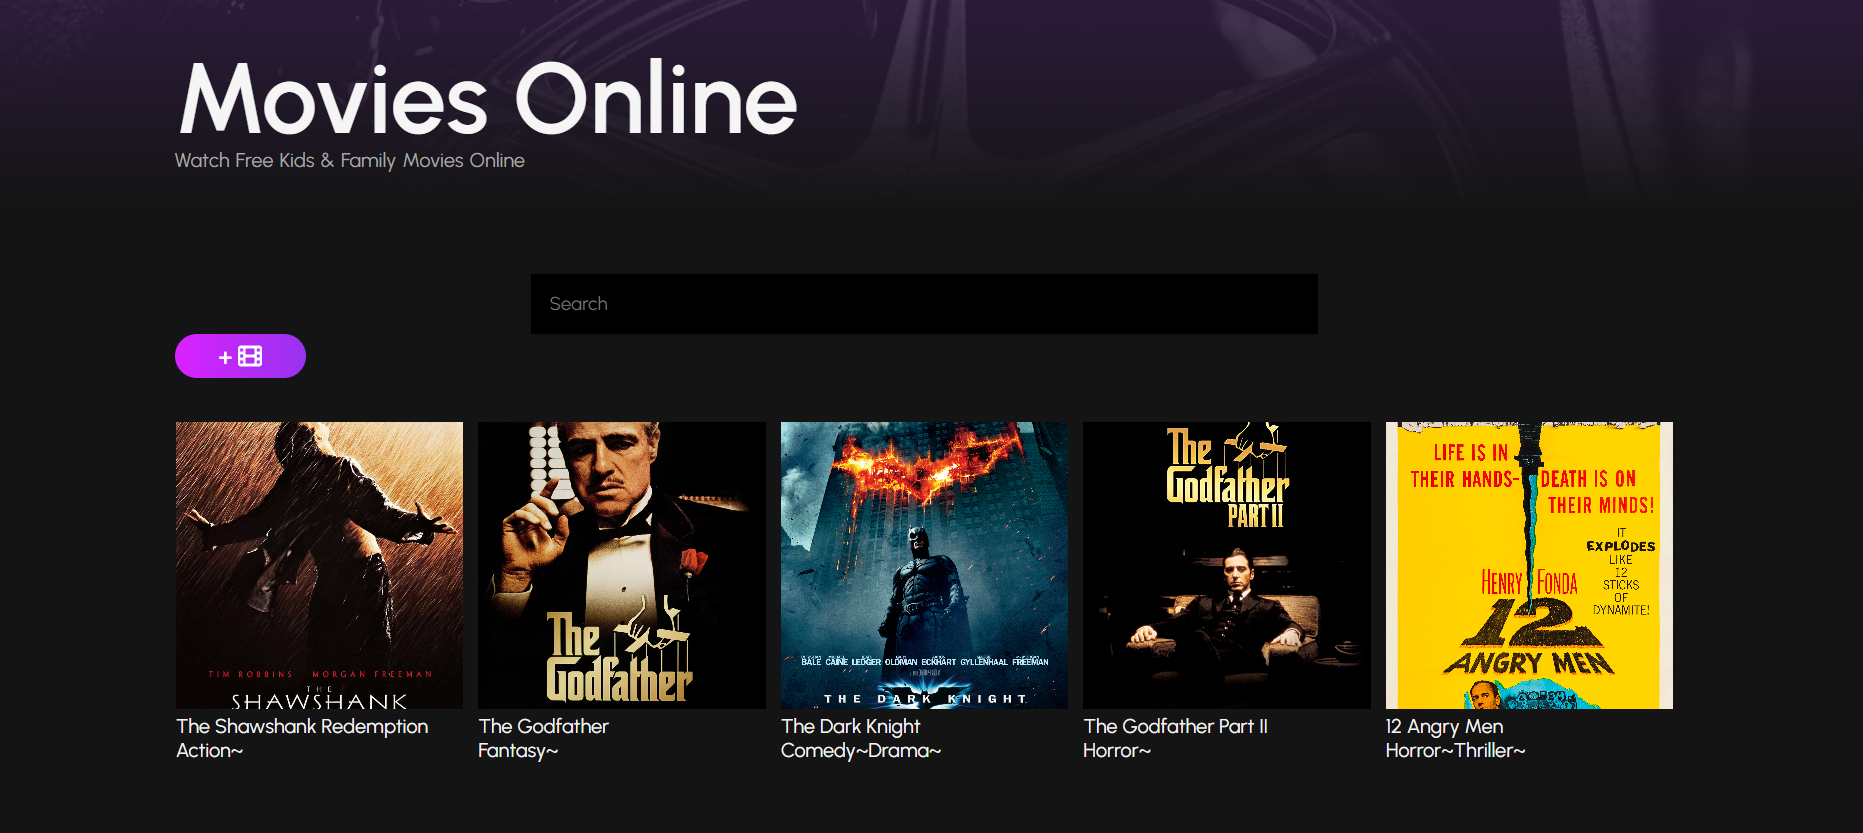 Movies Online
Watch Free Kids & Family Movies Online
Search
+
TIM ROBBINS MORGAN FREEMAN
THE
SHAWSHANK
The Shawshank Redemption
Action~
The
Godfather
The Godfather
Fantasy~
BALE CAINE LEDGER OLDMAN ECKHART GYLLENHAAL FREEMAN
THE DARK KNIGHT
The Dark Knight
Comedy~Drama~
The
Godfather
PART II
The Godfather Part II
Horror~
LIFE IS IN
THEIR HANDS- DEATH IS ON
THEIR MINDS!
IT
EXPLODES
LIKE
12
STICKS
OF
DYNAMITE!
HENRY FONDA
12
ANGRY MEN
12 Angry Men
Horror~Thriller~